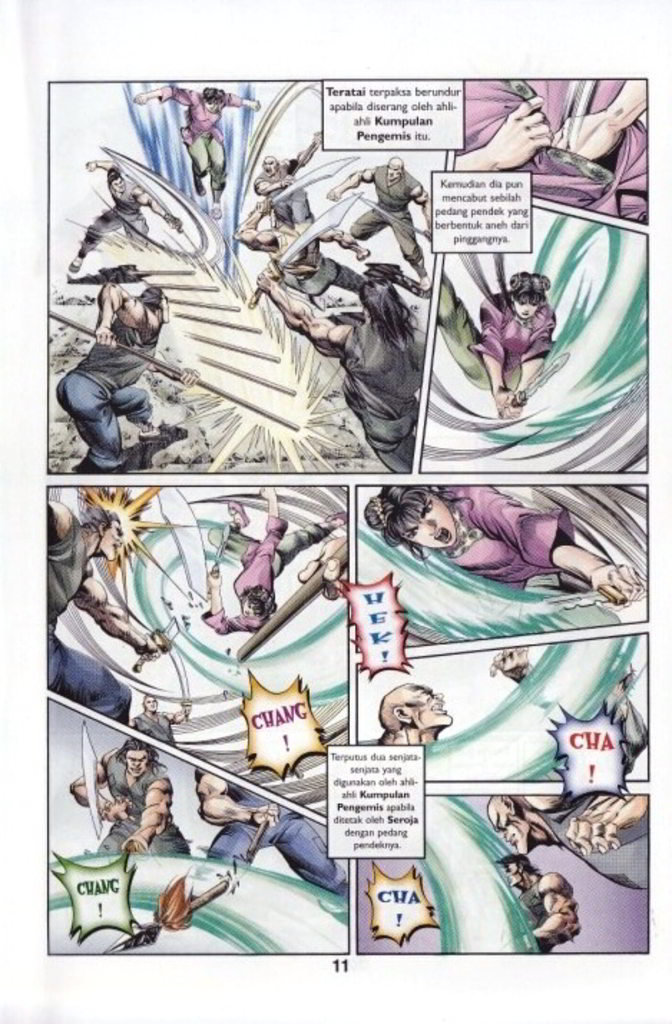 Teratai terpaksa berundur
apabila diserang oleh ahli-
ahli Kumpulan
Pengemis itu.
Kemudian dia pun
mencabut sebilah
pedang pendek yang
berbentuk aneh dari
pinggangnya.
CHANG
!
HEK!
CHA
!
Terputus dua senjata-
senjata yang
digunakan oleh ahli-
ahli Kumpulan
Pengemis apabila
ditetak oleh Seroja
dengan pedang
pendeknya.
CHANG
!
CHA
!
11